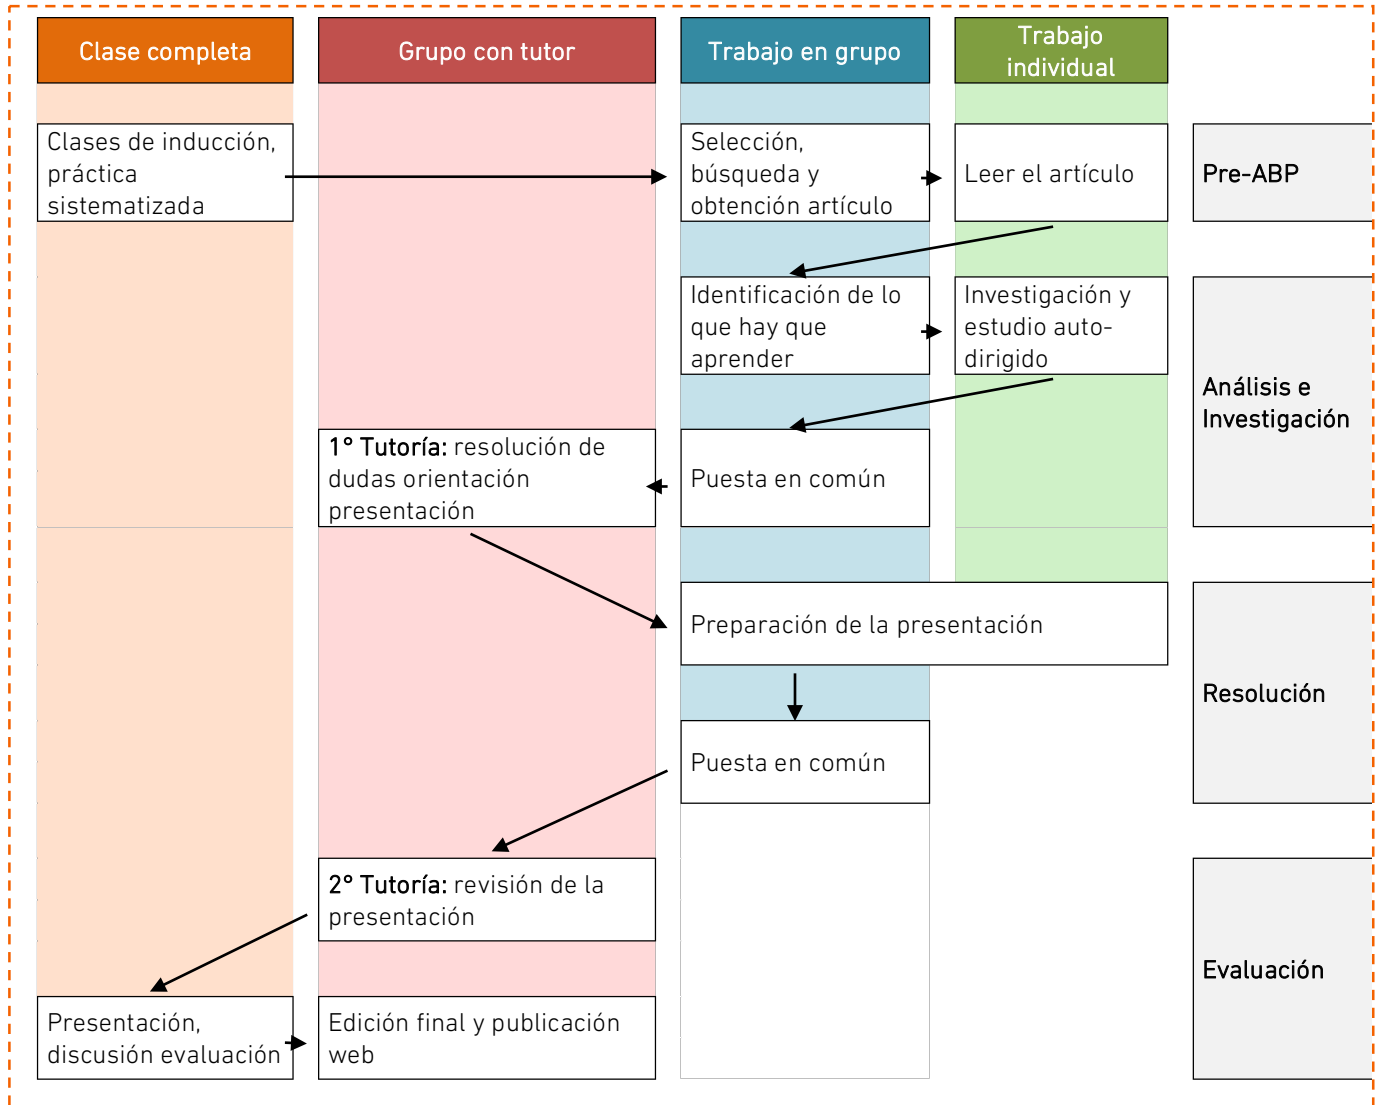 Clase completa
Grupo con tutor
Trabajo en grupo
Trabajo
individual
Clases de inducción,
práctica
sistematizada
Selección,
búsqueda y
obtención artículo
Leer el artículo
Pre-ABP
Identificación de lo
que hay que
aprender
Investigación y
estudio auto-
dirigido
Análisis e
Investigación
1° Tutoría: resolución de
dudas orientación
presentación
Puesta en común
Preparación de la presentación
Resolución
Puesta en común
2° Tutoría: revisión de la
presentación
Evaluación
Presentación,
discusión evaluación
Edición final y publicación
web